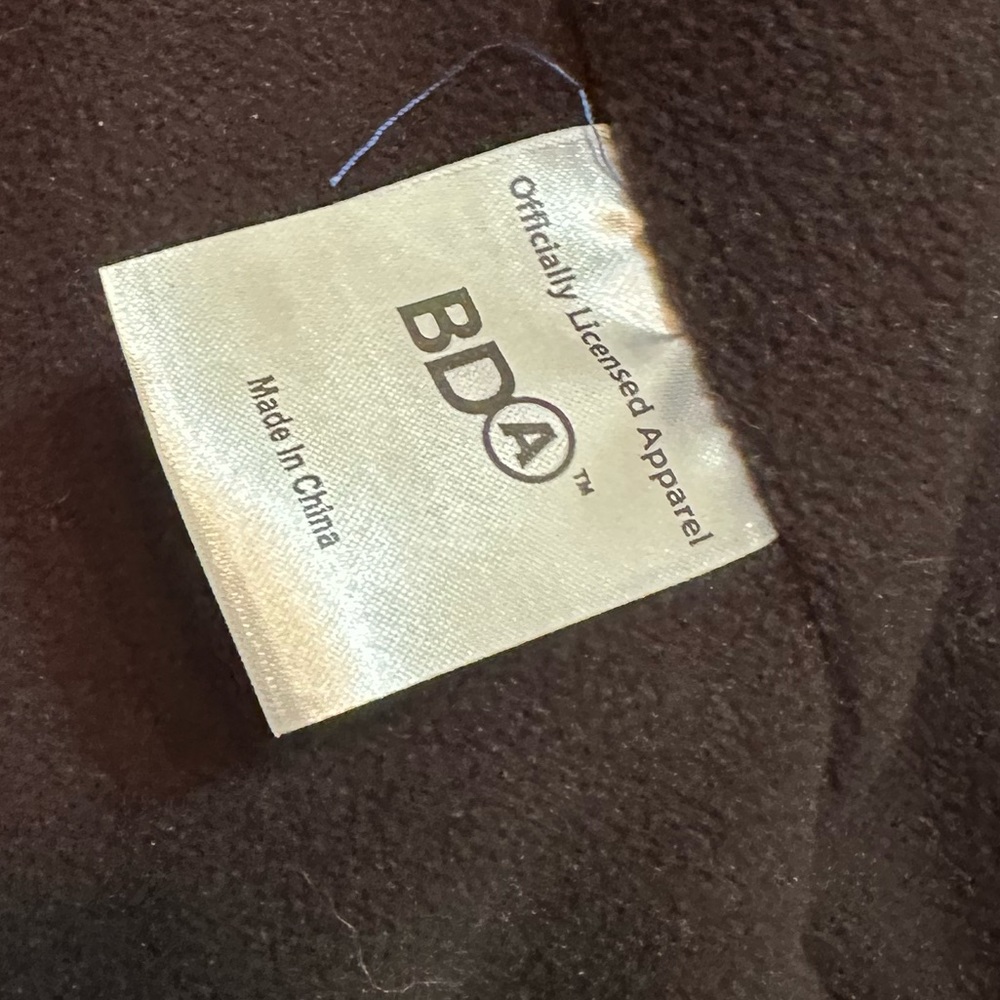 Officially Licensed Apparel
BDA™
Made In China